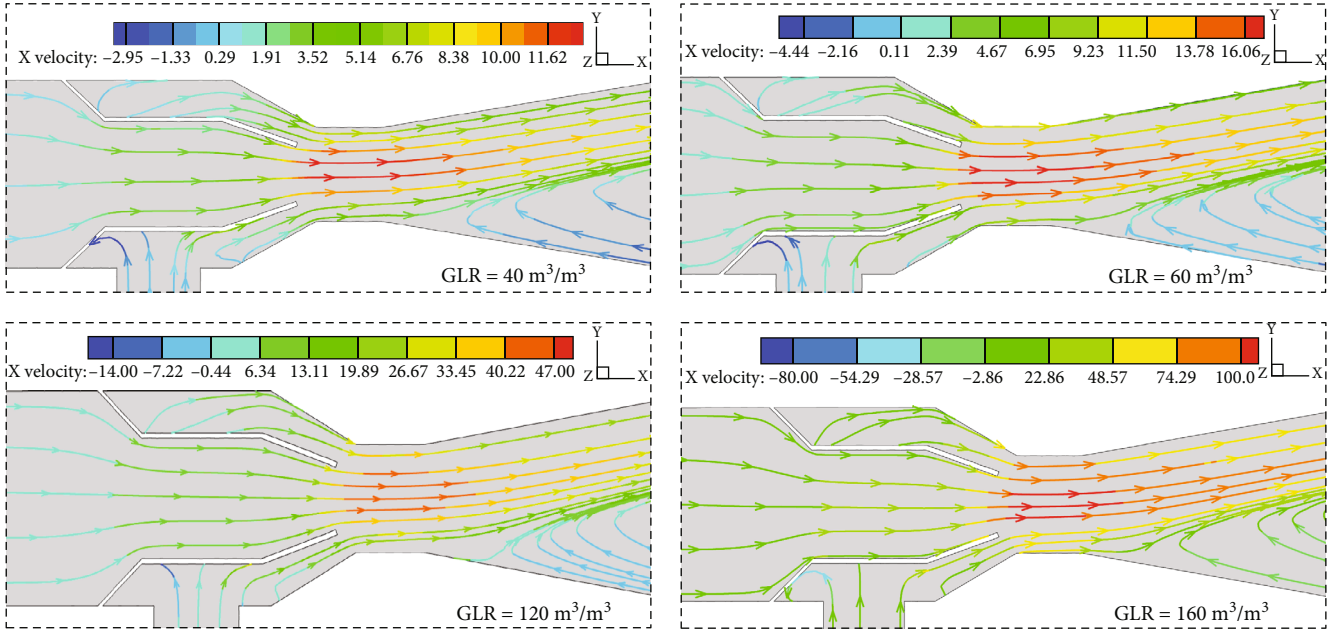 Y
Z X
X velocity: −2.95 −1.33 0.29 1.91 3.52 5.14 6.76 8.38 10.00 11.62
GLR = 40 m³/m³
Y
Z X
X velocity: −4.44 −2.16 0.11 2.39 4.67 6.95 9.23 11.50 13.78 16.06
GLR = 60 m³/m³
Y
Z X
X velocity: −14.00 −7.22 −0.44 6.34 13.11 19.89 26.67 33.45 40.22 47.00
GLR = 120 m³/m³
Y
Z X
X velocity: −80.00 −54.29 −28.57 −2.86 22.86 48.57 74.29 100.0
GLR = 160 m³/m³